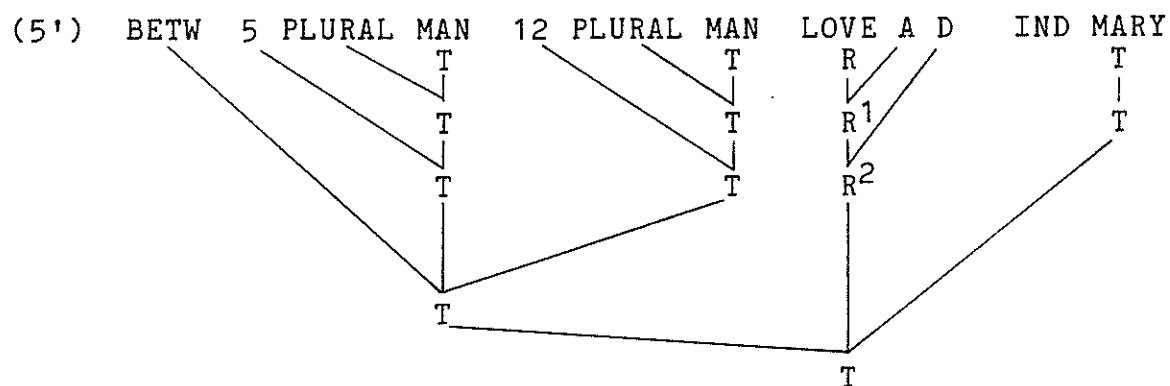 (5') BETW 5 PLURAL MAN 12 PLURAL MAN LOVE A D IND MARY
T T R T
T T R1 T
T T R2
T
T